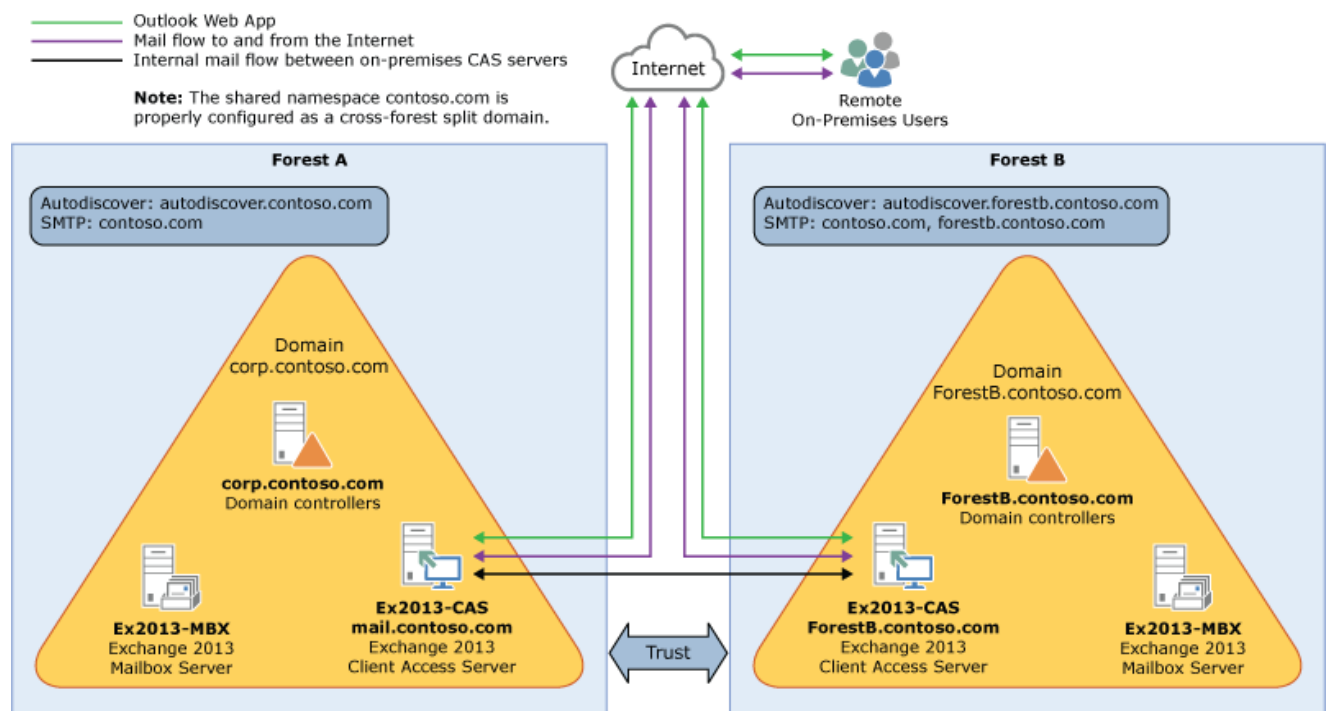 Outlook Web App
Mail flow to and from the Internet
Internal mail flow between on-premises CAS servers
Note: The shared namespace contoso.com is
properly configured as a cross-forest split domain.
Internet
Remote
On-Premises Users
Forest A
Autodiscover: autodiscover.contoso.com
SMTP: contoso.com
Domain
corp.contoso.com
corp.contoso.com
Domain controllers
Ex2013-MBX
Exchange 2013
Mailbox Server
Ex2013-CAS
mail.contoso.com
Exchange 2013
Client Access Server
Trust
Forest B
Autodiscover: autodiscover.forestb.contoso.com
SMTP: contoso.com, forestb.contoso.com
Domain
ForestB.contoso.com
ForestB.contoso.com
Domain controllers
Ex2013-CAS
ForestB.contoso.com
Exchange 2013
Client Access Server
Ex2013-MBX
Exchange 2013
Mailbox Server